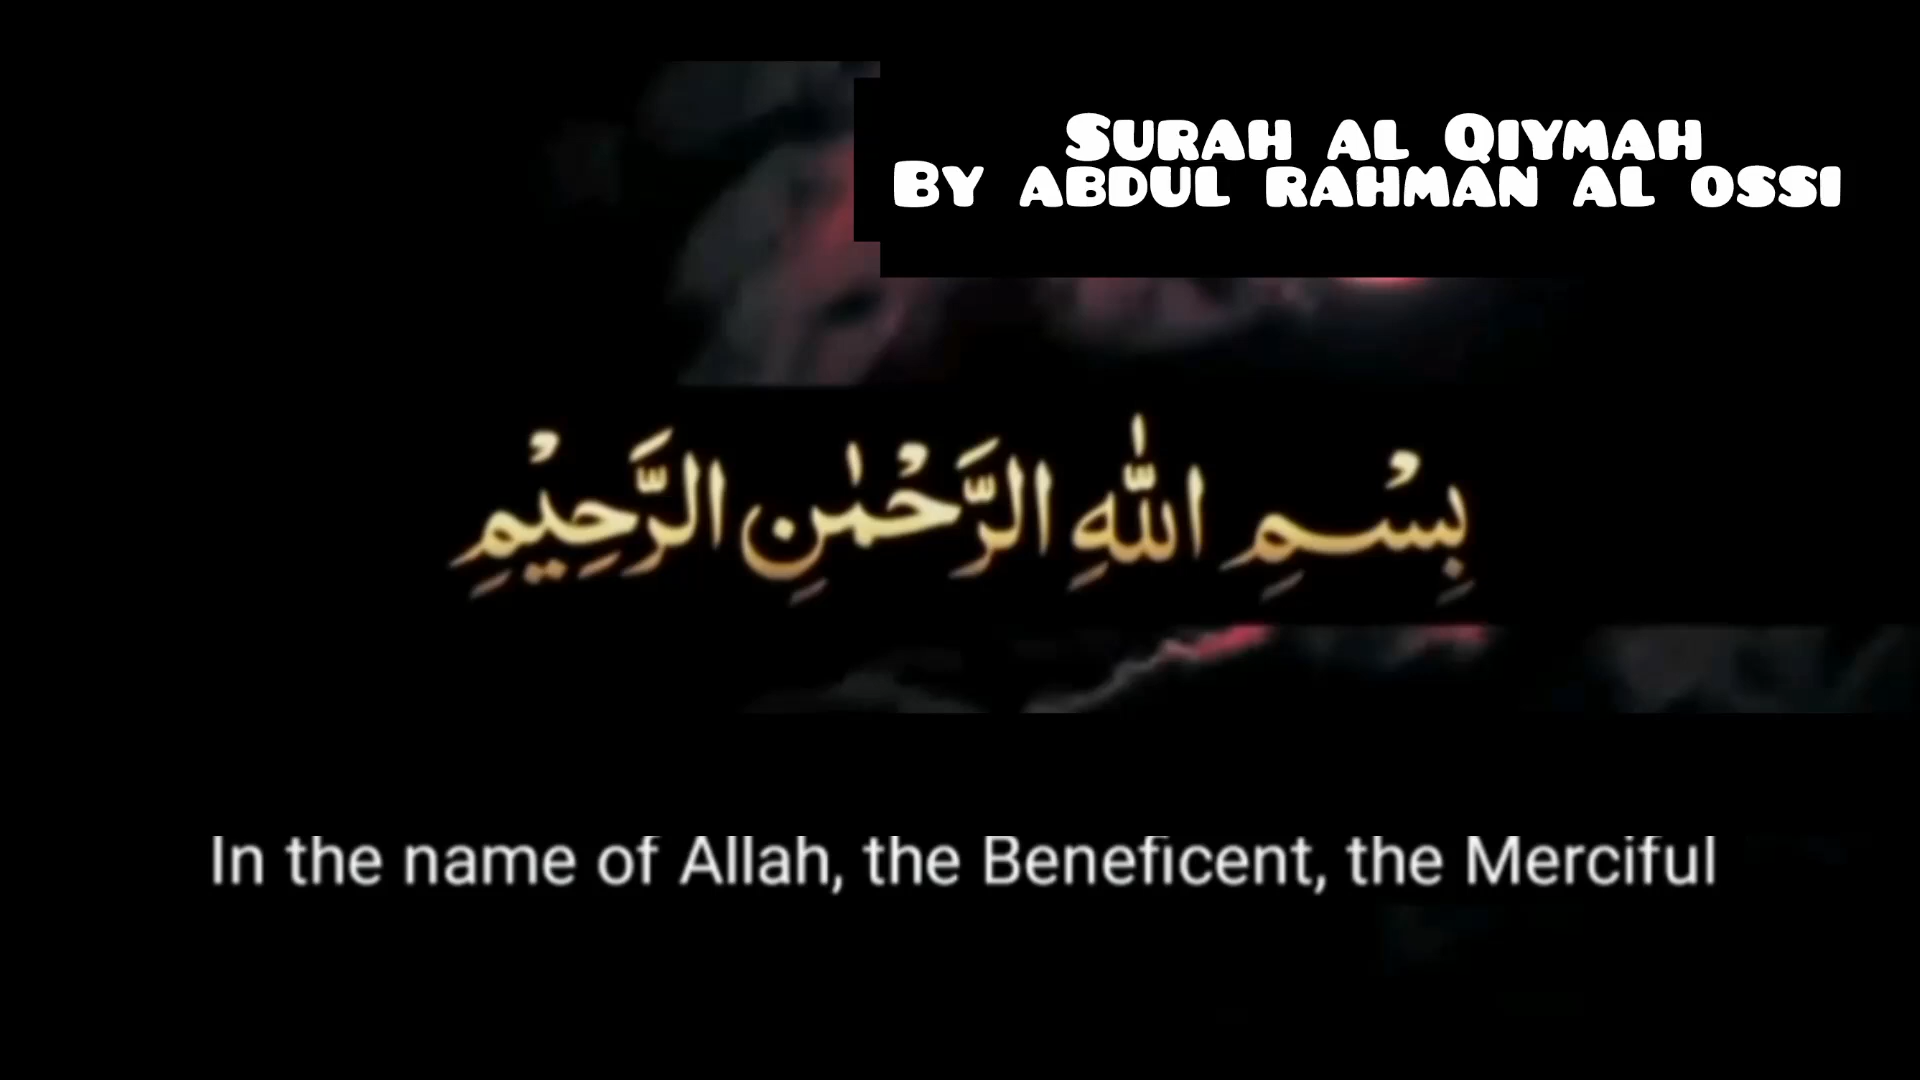 Surah al Qiymah
By abdul rahman al ossi
بِسْمِ اللّٰهِ الرَّحْمٰنِ الرَّحِيْمِ
In the name of Allah, the Beneficent, the Merciful